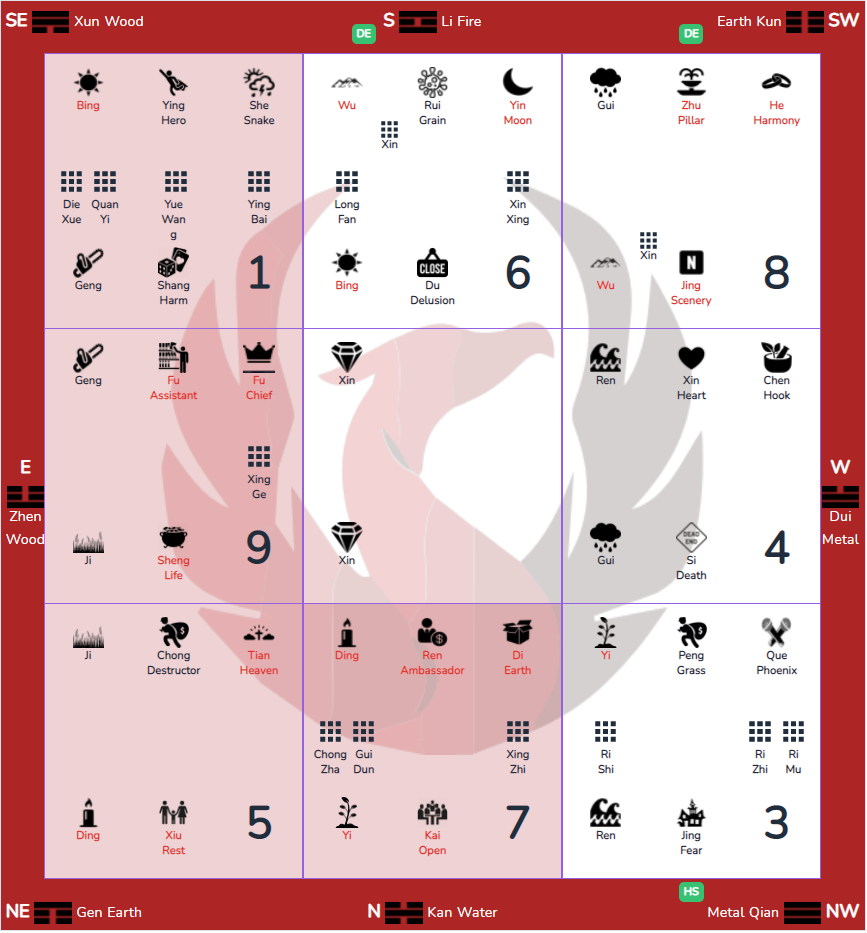 SE Xun Wood
S Li Fire
Earth Kun SW
DE
DE
Bing
Ying
Hero
She
Snake
Die
Xue
Quan
Yi
Yue
Wan
g
Ying
Bai
Geng
Shang
Harm
1
Wu
Rui
Grain
Yin
Moon
Xin
Long
Fan
Xin
Xing
Bing
CLOSE
Du
Delusion
6
Gui
Zhu
Pillar
He
Harmony
Xin
Wu
N
Jing
Scenery
8
E
Zhen
Wood
Geng
Fu
Assistant
Fu
Chief
Xing
Ge
Ji
Sheng
Life
9
Xin
Xin
Ren
Xin
Heart
Chen
Hook
Gui
DEAD
END
Si
Death
4
W
Dui
Metal
Ji
Chong
Destructor
Tian
Heaven
Ding
Xiu
Rest
5
Ding
Ren
Ambassador
Di
Earth
Chong
Zha
Gui
Dun
Xing
Zhi
Yi
Kai
Open
7
Yi
Peng
Grass
Que
Phoenix
Ri
Shi
Ri
Zhi
Ri
Mu
Ren
Jing
Fear
3
HS
NE Gen Earth
N Kan Water
Metal Qian NW